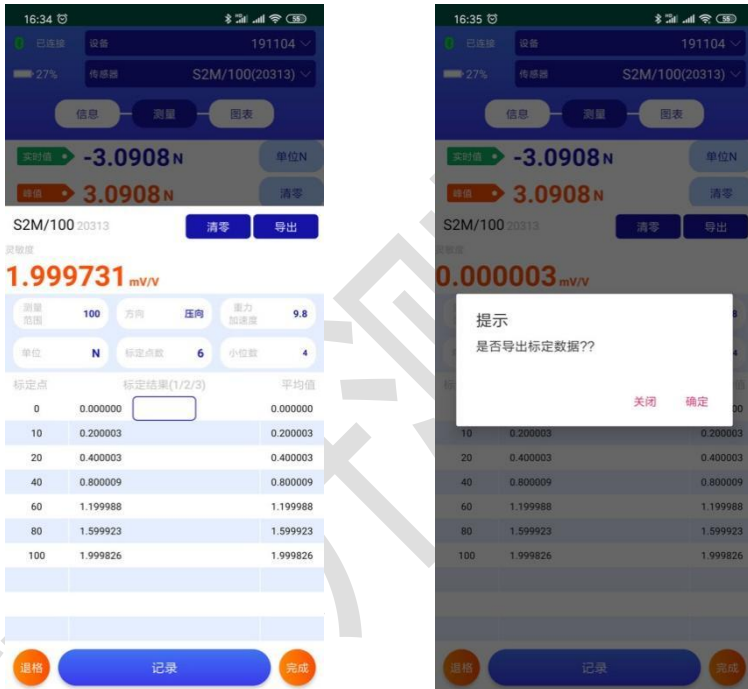 16:34
55
已连接
设备
191104
27%
传感器
S2M/100(20313)
信息
测量
图表
实时值
-3.0908 N
单位N
峰值
3.0908 N
清零
S2M/100 20313
清零
导出
灵敏度
1.999731 mV/V
测量范围 100
方向 压向
重力加速度 9.8
单位 N
标定点数 6
小位数 4
标定点 标定结果(1/2/3) 平均值
0 0.000000 0.000000
10 0.200003 0.200003
20 0.400003 0.400003
40 0.800009 0.800009
60 1.199988 1.199988
80 1.599923 1.599923
100 1.999826 1.999826
退格
记录
完成
16:35
55
已连接
设备
191104
27%
传感器
S2M/100(20313)
信息
测量
图表
实时值
-3.0908 N
单位N
峰值
3.0908 N
清零
S2M/100 20313
清零
导出
灵敏度
0.000003 mV/V
提示
是否导出标定数据??
关闭
确定
10 0.200003 0.200003
20 0.400003 0.400003
40 0.800009 0.800009
60 1.199988 1.199988
80 1.599923 1.599923
100 1.999826 1.999826
退格
记录
完成